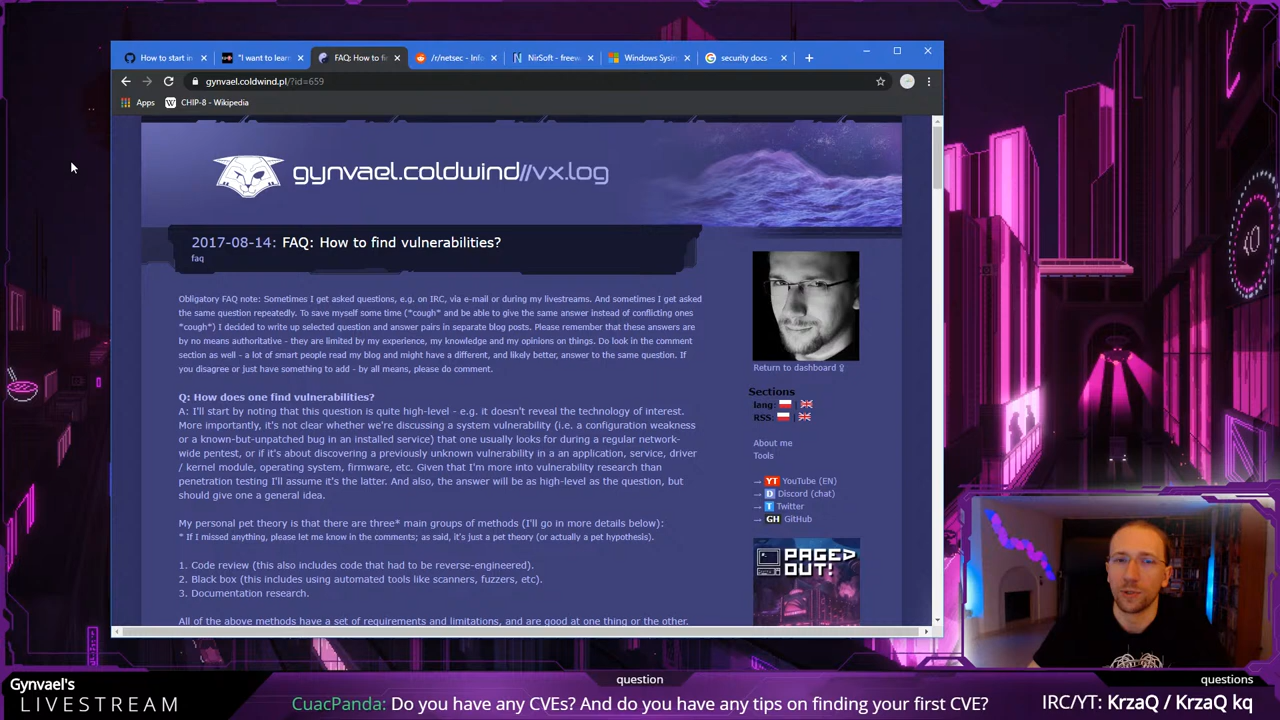 How to start in
"I want to learn
FAQ: How to fi
/r/netsec - Info
NirSoft - freew
Windows Sysin
security docs -
gynvael.coldwind.pl/?id=659
Apps
CHIP-8 - Wikipedia
gynvael.coldwind//vx.log
2017-08-14: FAQ: How to find vulnerabilities?
faq
Obligatory FAQ note: Sometimes I get asked questions, e.g. on IRC, via e-mail or during my livestreams. And sometimes I get asked
the same question repeatedly. To save myself some time (*cough* and be able to give the same answer instead of conflicting ones
*cough*) I decided to write up selected question and answer pairs in separate blog posts. Please remember that these answers are
by no means authoritative - they are limited by my experience, my knowledge and my opinions on things. Do look in the comment
section as well - a lot of smart people read my blog and might have a different, and likely better, answer to the same question. If
you disagree or just have something to add - by all means, please do comment.
Q: How does one find vulnerabilities?
A: I'll start by noting that this question is quite high-level - e.g. it doesn't reveal the technology of interest.
More importantly, it's not clear whether we're discussing a system vulnerability (i.e. a configuration weakness
or a known-but-unpatched bug in an installed service) that one usually looks for during a regular network-
wide pentest, or if it's about discovering a previously unknown vulnerability in a an application, service, driver
/ kernel module, operating system, firmware, etc. Given that I'm more into vulnerability research than
penetration testing I'll assume it's the latter. And also, the answer will be as high-level as the question, but
should give one a general idea.
My personal pet theory is that there are three* main groups of methods (I'll go in more details below):
* If I missed anything, please let me know in the comments; as said, it's just a pet theory (or actually a pet hypothesis).
1. Code review (this also includes code that had to be reverse-engineered).
2. Black box (this includes using automated tools like scanners, fuzzers, etc).
3. Documentation research.
All of the above methods have a set of requirements and limitations, and are good at one thing or the other.
Return to dashboard
Sections
lang: |
RSS: |
About me
Tools
YT YouTube (EN)
D Discord (chat)
T Twitter
GH GitHub
PAGED
OUT!
Gynvael's
LIVESTREAM
question
CuacPanda: Do you have any CVEs? And do you have any tips on finding your first CVE?
questions
IRC/YT: KrzaQ / KrzaQ kq